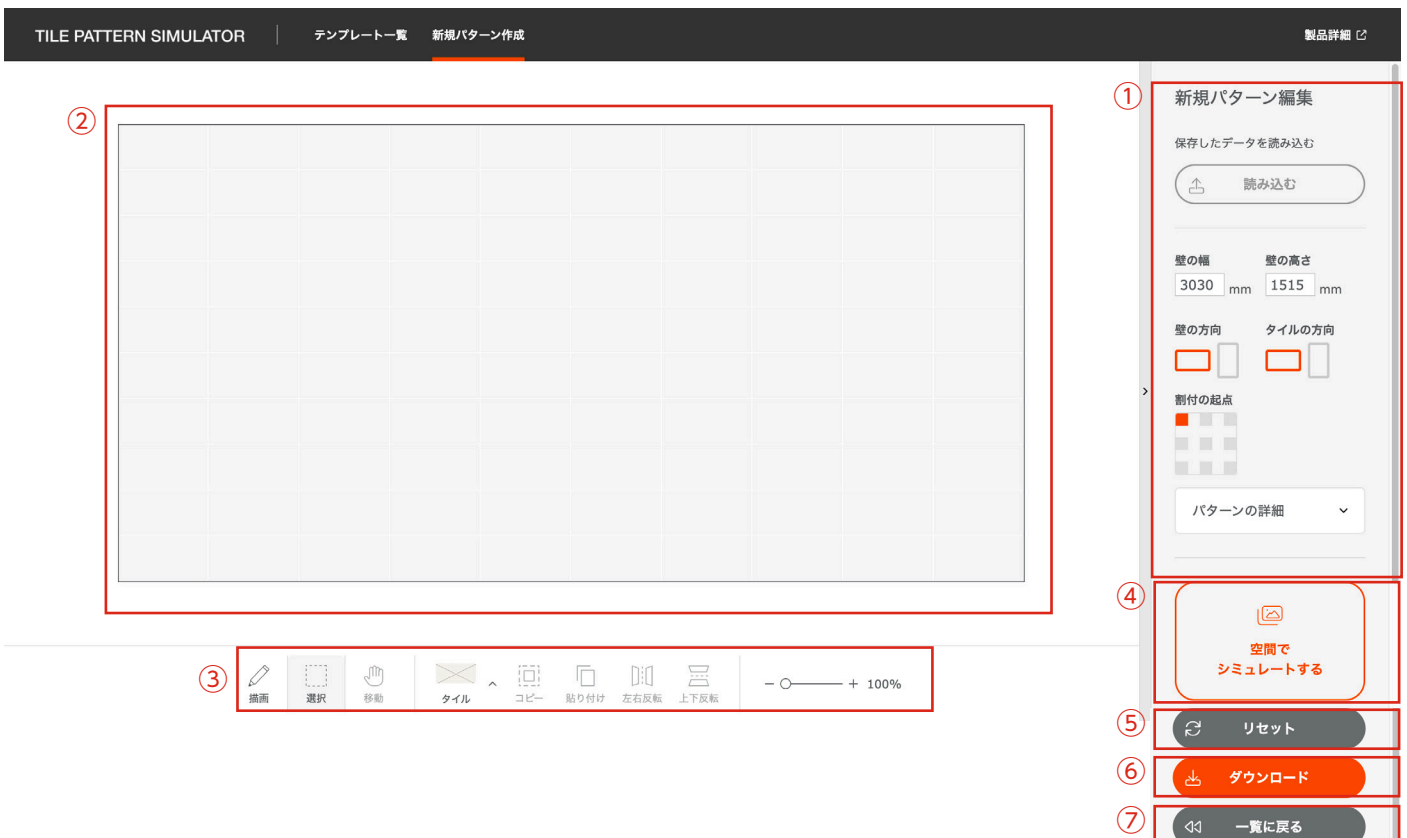 TILE PATTERN SIMULATOR
テンプレート一覧
新規パターン作成
製品詳細
①
新規パターン編集
保存したデータを読み込む
読み込む
壁の幅 壁の高さ
3030 mm 1515 mm
壁の方向 タイルの方向
割付の起点
パターンの詳細
②
③
描画 選択 移動 タイル コピー 貼り付け 左右反転 上下反転 − + 100%
④
空間で
シミュレートする
⑤
リセット
⑥
ダウンロード
⑦
一覧に戻る